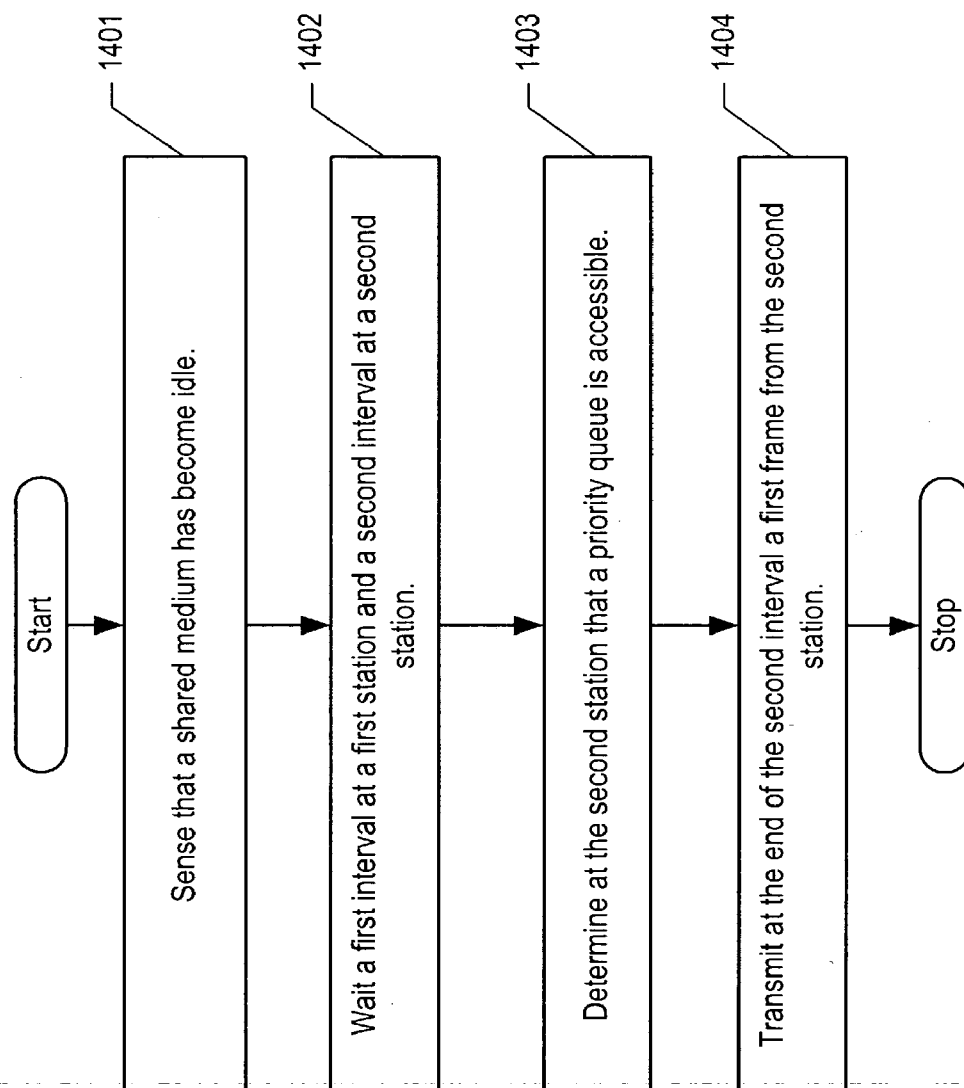 Start
Sense that a shared medium has become idle.
1401
Wait a first interval at a first station and a second interval at a second
station.
1402
Determine at the second station that a priority queue is accessible.
1403
Transmit at the end of the second interval a first frame from the second
station.
1404
Stop